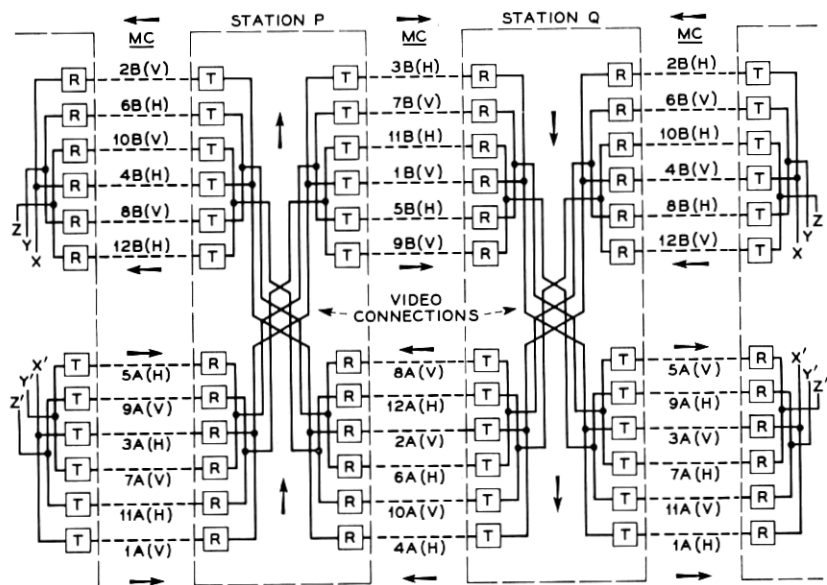 STATION P STATION Q
MC MC MC
R 2B(V) T T 3B(H) R R 2B(H) T
R 6B(H) T T 7B(V) R R 6B(V) T
R 10B(V) T T 11B(H) R R 10B(H) T
R 4B(H) T T 1B(V) R R 4B(V) T
R 8B(V) T T 5B(H) R R 8B(H) T
R 12B(H) T T 9B(V) R R 12B(V) T
Z Y X X Y Z
VIDEO
CONNECTIONS
X' Y' Z' X' Y' Z'
T 5A(H) R R 8A(V) T T 5A(V) R
T 9A(V) R R 12A(H) T T 9A(H) R
T 3A(H) R R 2A(V) T T 3A(V) R
T 7A(V) R R 6A(H) T T 7A(H) R
T 11A(H) R R 10A(V) T T 11A(V) R
T 1A(V) R R 4A(H) T T 1A(H) R